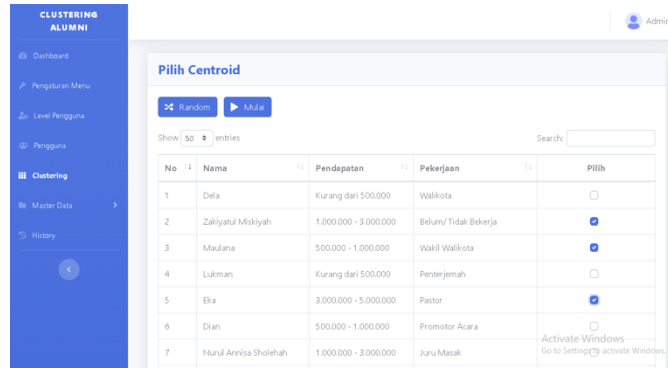 CLUSTERING
ALUMNI
Admin
Dashboard
Pengaturan Menu
Level Pengguna
Pengguna
Clustering
Master Data
History
Pilih Centroid
Random Mulai
Show 50 entries Search:
No Nama Pendapatan Pekerjaan Pilih
1 Dela Kurang dari 500.000 Walikota
2 Zakiyatul Miskiyah 1.000.000 - 3.000.000 Belum/ Tidak Bekerja
3 Maulana 500.000 - 1.000.000 Wakil Walikota
4 Lukman Kurang dari 500.000 Penterjemah
5 Eka 3.000.000 - 5.000.000 Pastor
6 Dian 500.000 - 1.000.000 Promotor Acara
7 Nurul Annisa Sholehah 1.000.000 - 3.000.000 Juru Masak
Activate Windows
Go to Settings to activate Windows.